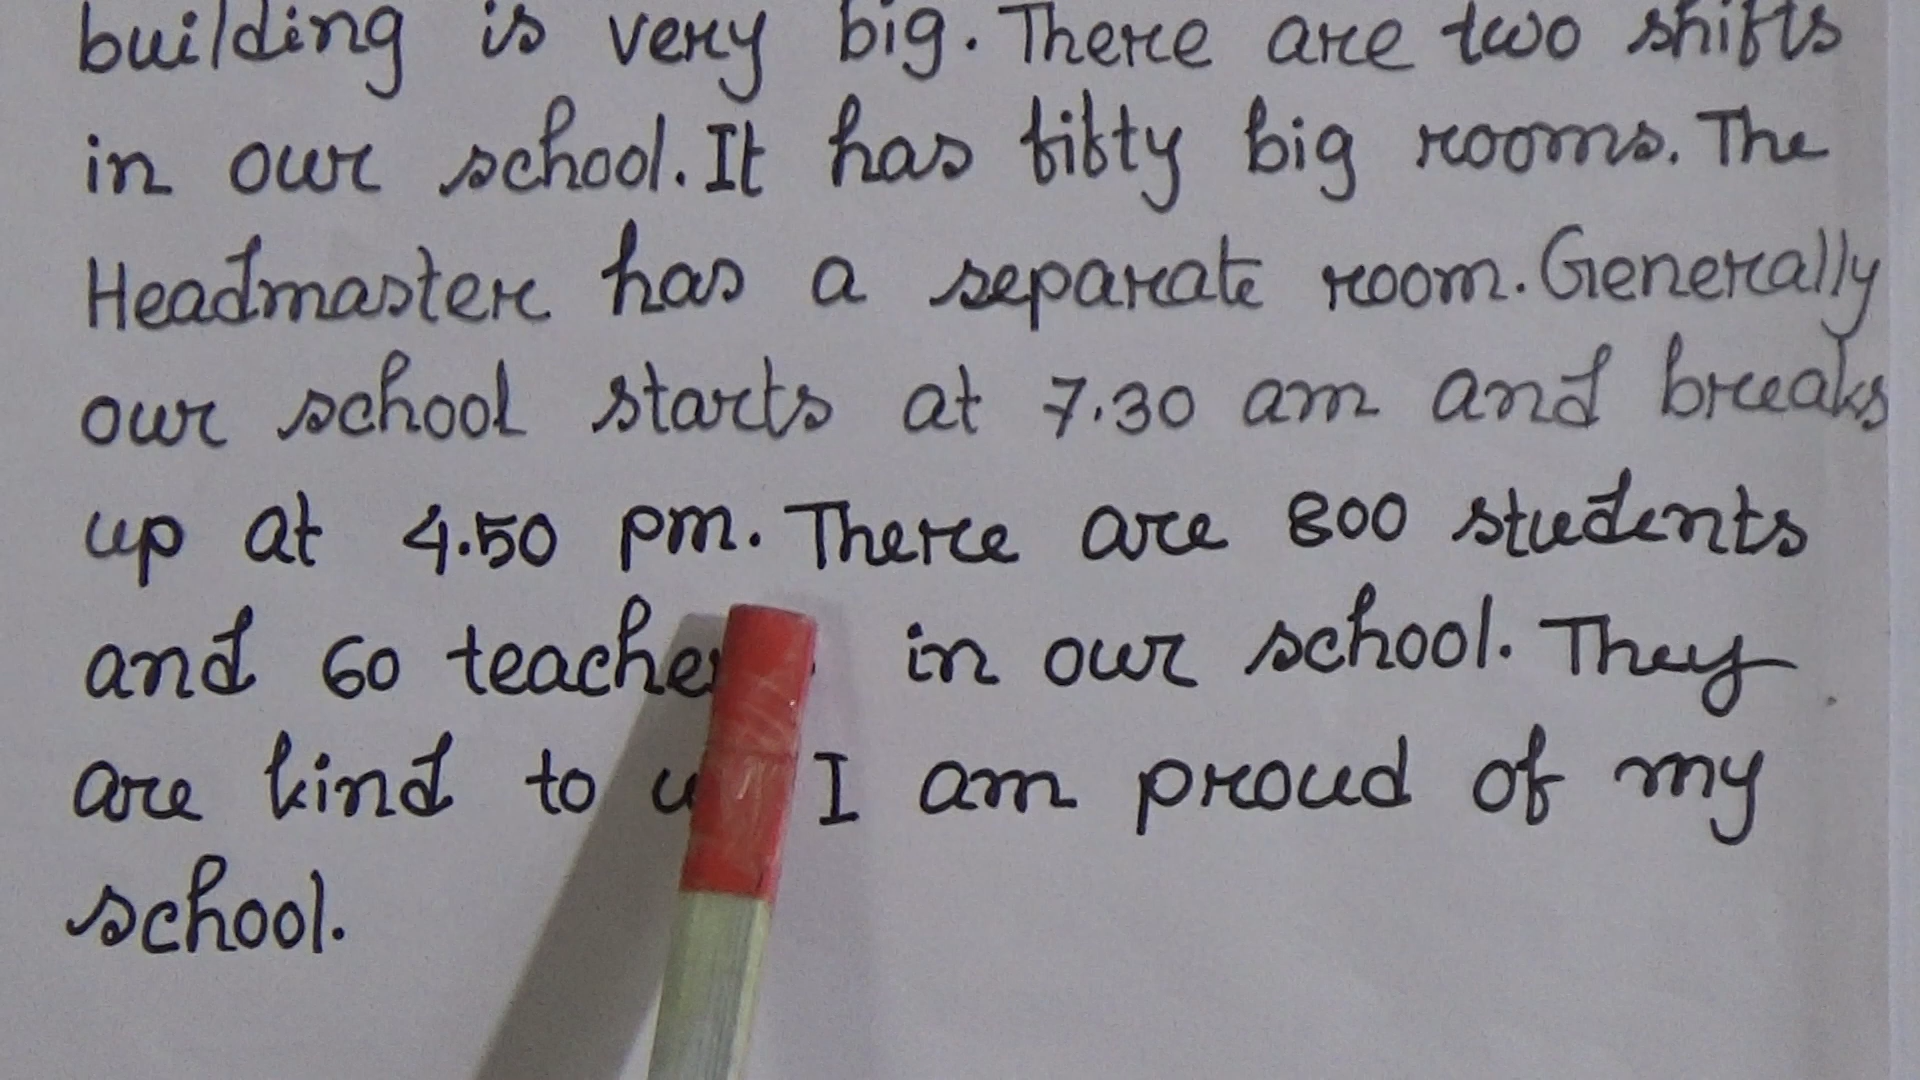 building is very big. There are two shifts
in our school. It has fifty big rooms. The
Headmaster has a separate room. Generally
our school starts at 7.30 am and breaks
up at 4.50 pm. There are 800 students
and 60 in our school. They
are kind to I am proud of my
school.